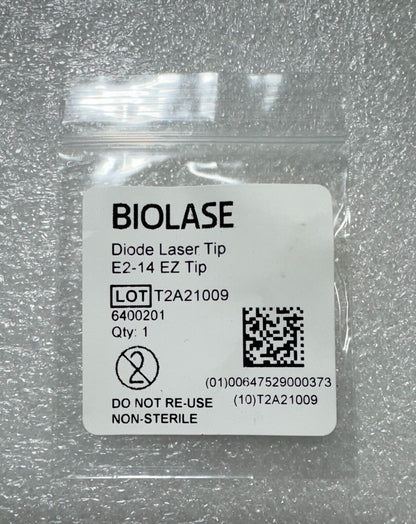 BIOLASE
Diode Laser Tip
E2-14 EZ Tip
LOT T2A21009
6400201
Qty: 1
2
DO NOT RE-USE
NON-STERILE
(01)00647529000373
(10)T2A21009